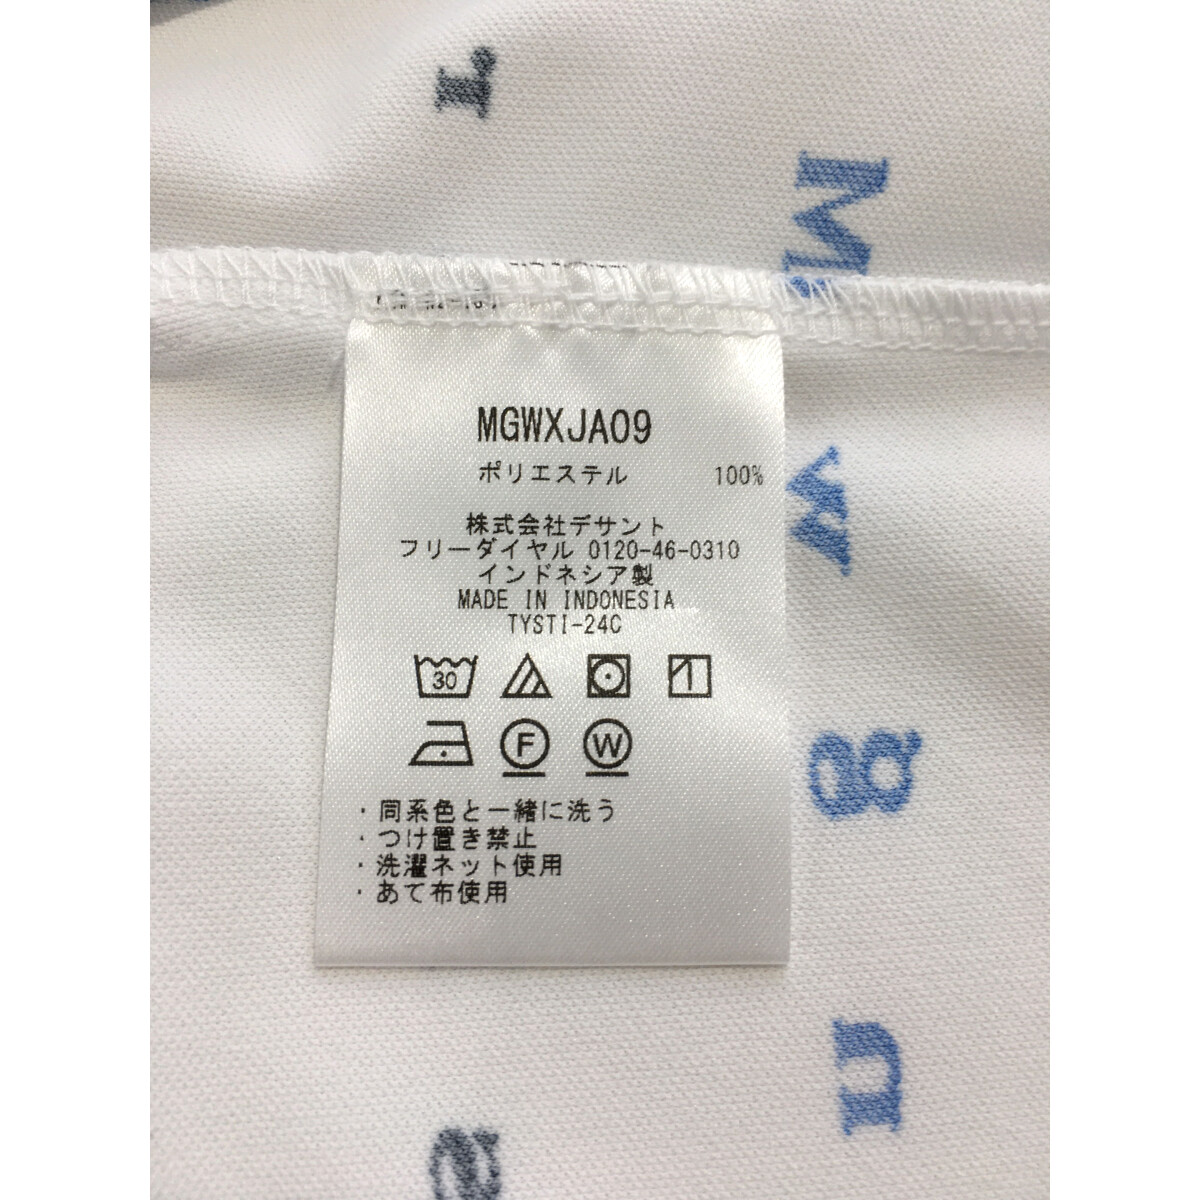 r.
M
MGWXJA09
ポリエステル 100%
株式会社デサント
フリーダイヤル 0120-46-0310
インドネシア製
MADE IN INDONESIA
TYSTI-24C
30
F W
・同系色と一緒に洗う
・つけ置き禁止
・洗濯ネット使用
・あて布使用
w
g
n